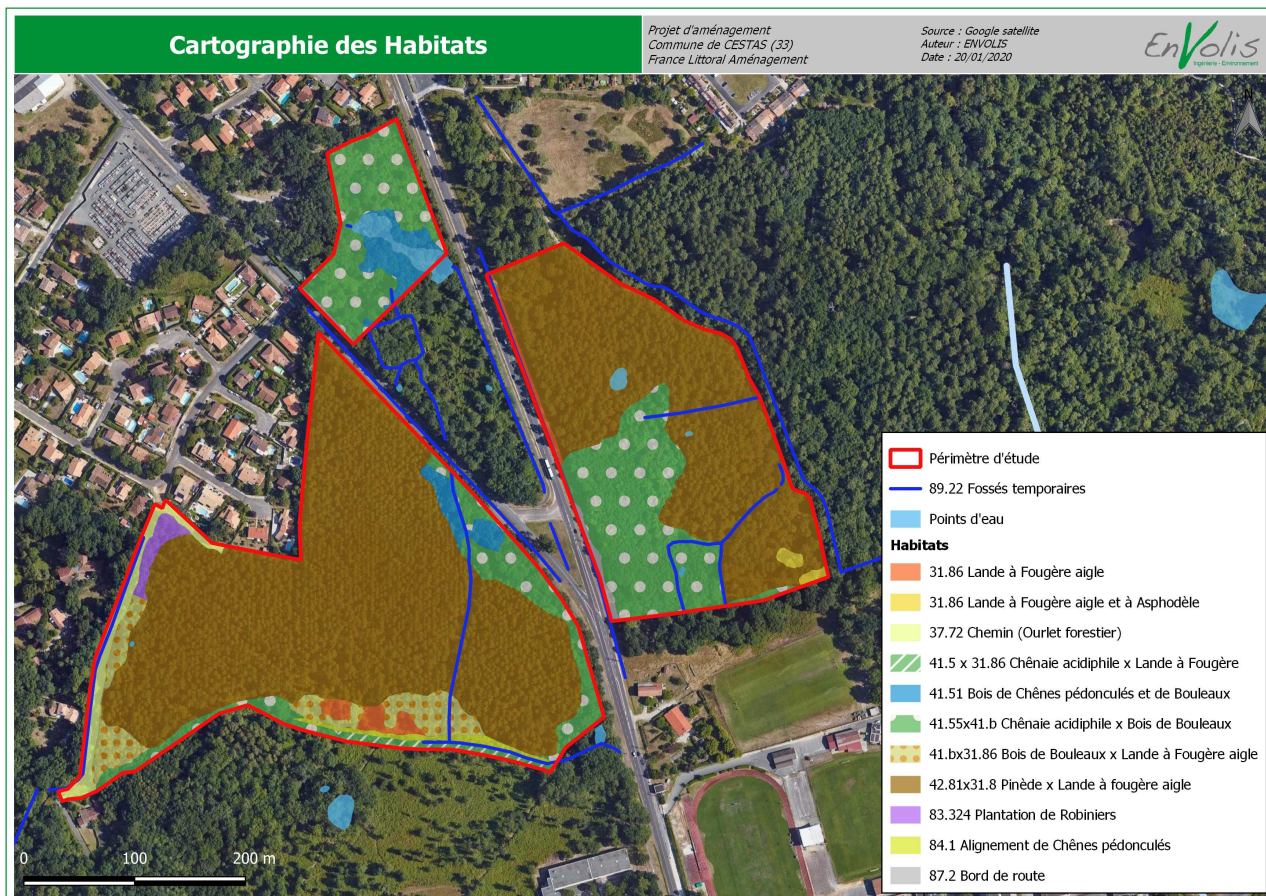 Cartographie des Habitats
Projet d'aménagement
Commune de CESTAS (33)
France Littoral Aménagement
Source : Google satellite
Auteur : ENVOLIS
Date : 20/01/2020
EnVolis
Ingénierie - Environnement
N
Périmètre d'étude
89.22 Fossés temporaires
Points d'eau
Habitats
31.86 Lande à Fougère aigle
31.86 Lande à Fougère aigle et à Asphodèle
37.72 Chemin (Ourlet forestier)
41.5 x 31.86 Chênaie acidiphile x Lande à Fougère
41.51 Bois de Chênes pédonculés et de Bouleaux
41.55x41.b Chênaie acidiphile x Bois de Bouleaux
41.bx31.86 Bois de Bouleaux x Lande à Fougère aigle
42.81x31.8 Pinède x Lande à fougère aigle
83.324 Plantation de Robiniers
84.1 Alignement de Chênes pédonculés
87.2 Bord de route
0 100 200 m